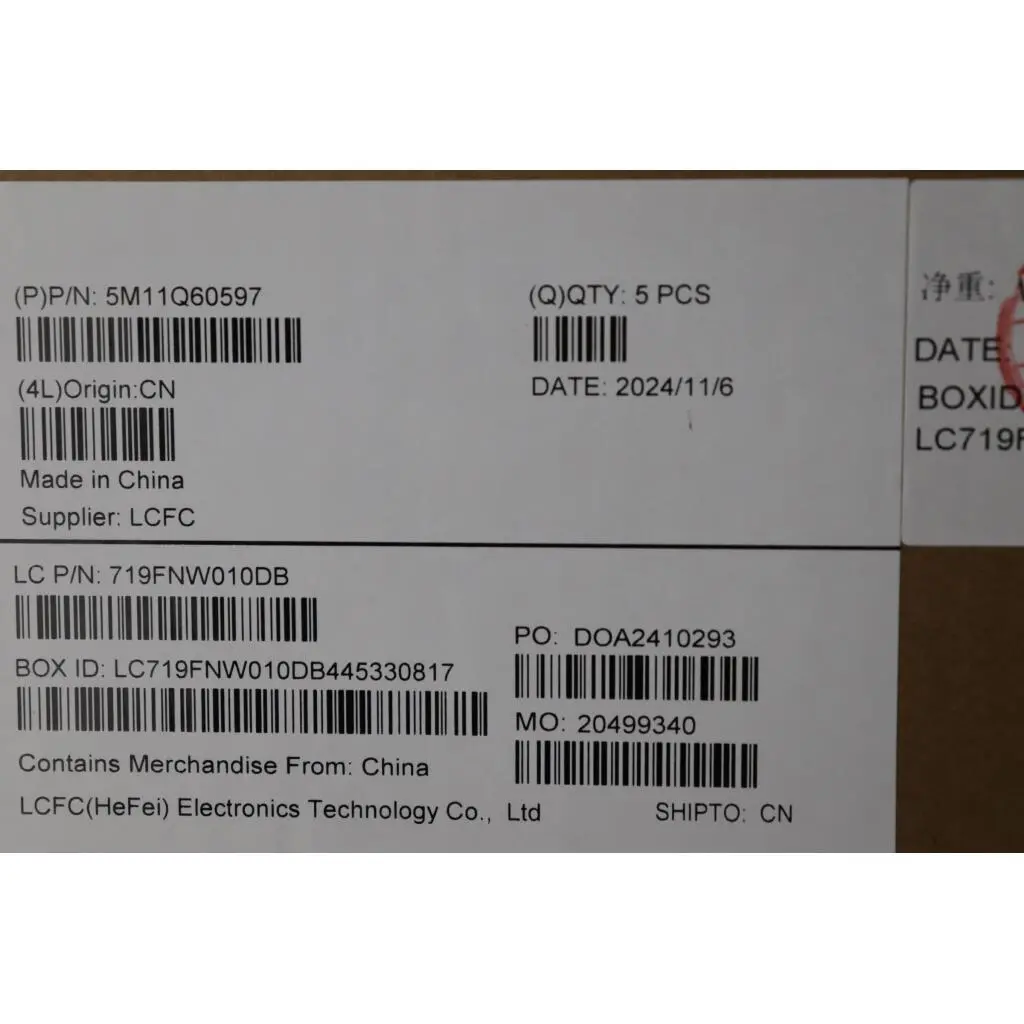 (P)P/N: 5M11Q60597
(Q)QTY: 5 PCS
(4L)Origin:CN
DATE: 2024/11/6
Made in China
Supplier: LCFC
LC P/N: 719FNW010DB
PO: DOA2410293
BOX ID: LC719FNW010DB445330817
MO: 20499340
Contains Merchandise From: China
LCFC(HeFei) Electronics Technology Co., Ltd
SHIPTO: CN
净重:
DATE
BOXID
LC719F